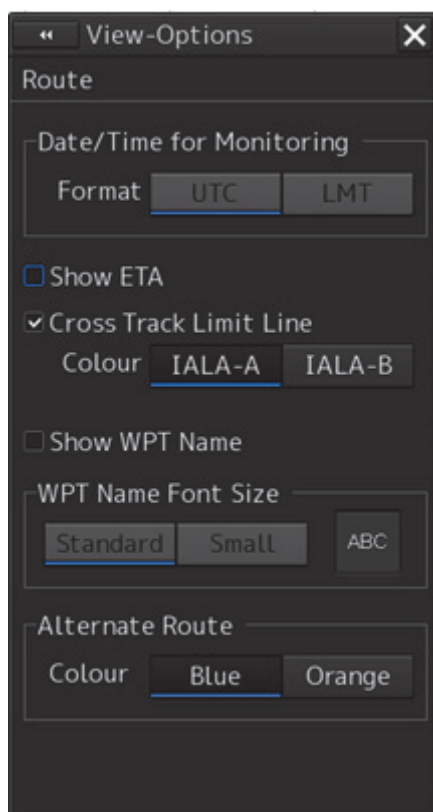 View-Options
Route
Date/Time for Monitoring
Format UTC LMT
Show ETA
Cross Track Limit Line
Colour IALA-A IALA-B
Show WPT Name
WPT Name Font Size
Standard Small ABC
Alternate Route
Colour Blue Orange